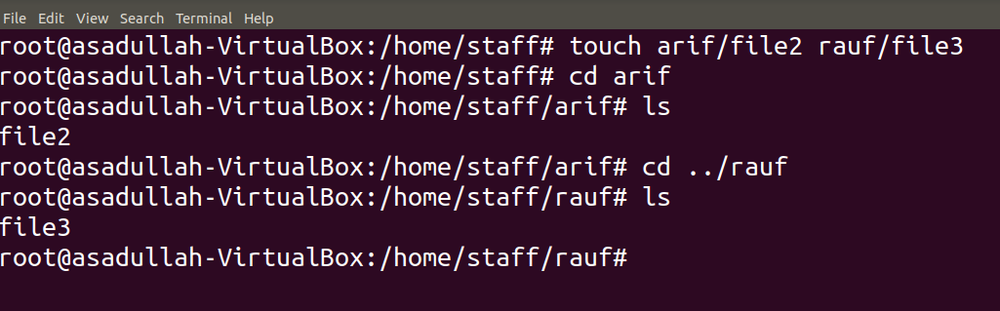 File Edit View Search Terminal Help
root@asadullah-VirtualBox:/home/staff# touch arif/file2 rauf/file3
root@asadullah-VirtualBox:/home/staff# cd arif
root@asadullah-VirtualBox:/home/staff/arif# ls
file2
root@asadullah-VirtualBox:/home/staff/arif# cd ../rauf
root@asadullah-VirtualBox:/home/staff/rauf# ls
file3
root@asadullah-VirtualBox:/home/staff/rauf#